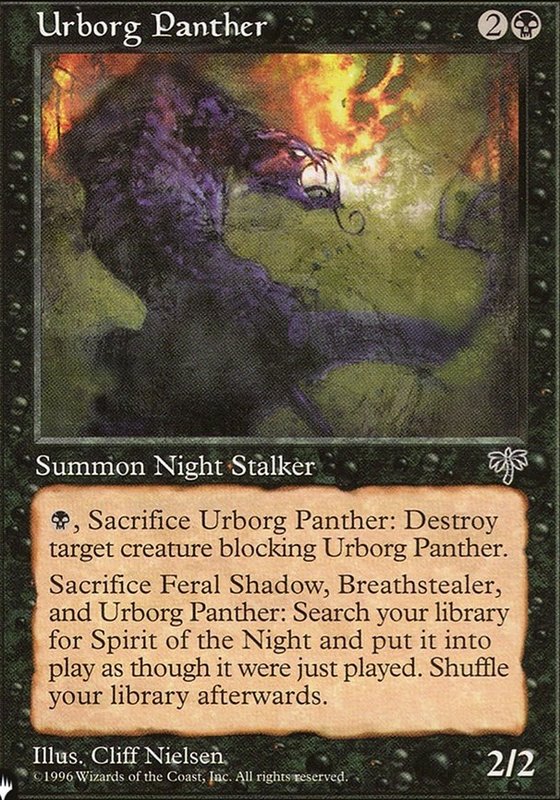 Urborg Panther
2
Summon Night Stalker
, Sacrifice Urborg Panther: Destroy
target creature blocking Urborg Panther.
Sacrifice Feral Shadow, Breathstealer,
and Urborg Panther: Search your library
for Spirit of the Night and put it into
play as though it were just played. Shuffle
your library afterwards.
Illus. Cliff Nielsen
©1996 Wizards of the Coast, Inc. All rights reserved.
2/2